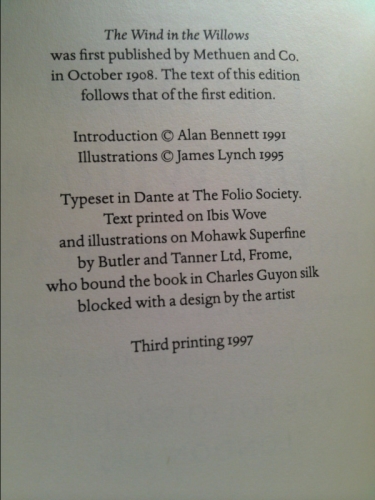 The Wind in the Willows
was first published by Methuen and Co.
in October 1908. The text of this edition
follows that of the first edition.
Introduction © Alan Bennett 1991
Illustrations © James Lynch 1995
Typeset in Dante at The Folio Society.
Text printed on Ibis Wove
and illustrations on Mohawk Superfine
by Butler and Tanner Ltd, Frome,
who bound the book in Charles Guyon silk
blocked with a design by the artist
Third printing 1997